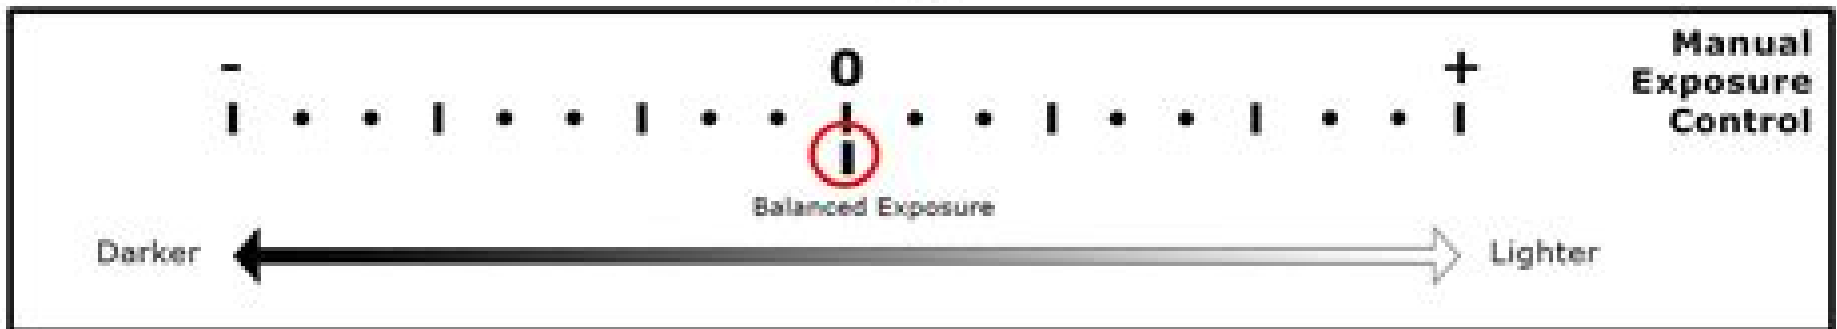 - 0 +
Manual
Exposure
Control
Balanced Exposure
Darker Lighter